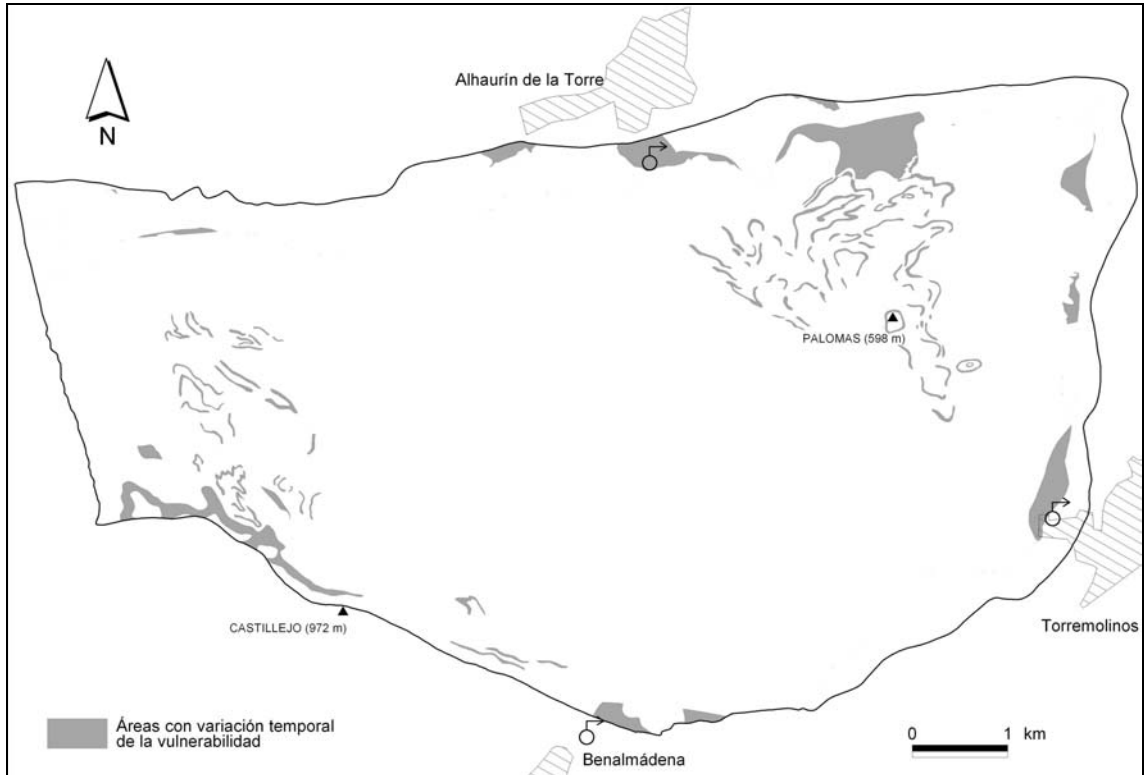 Alhaurín de la Torre
N
PALOMAS (598 m)
CASTILLEJO (972 m)
Torremolinos
Áreas con variación temporal
de la vulnerabilidad
0 1 km
Benalmádena